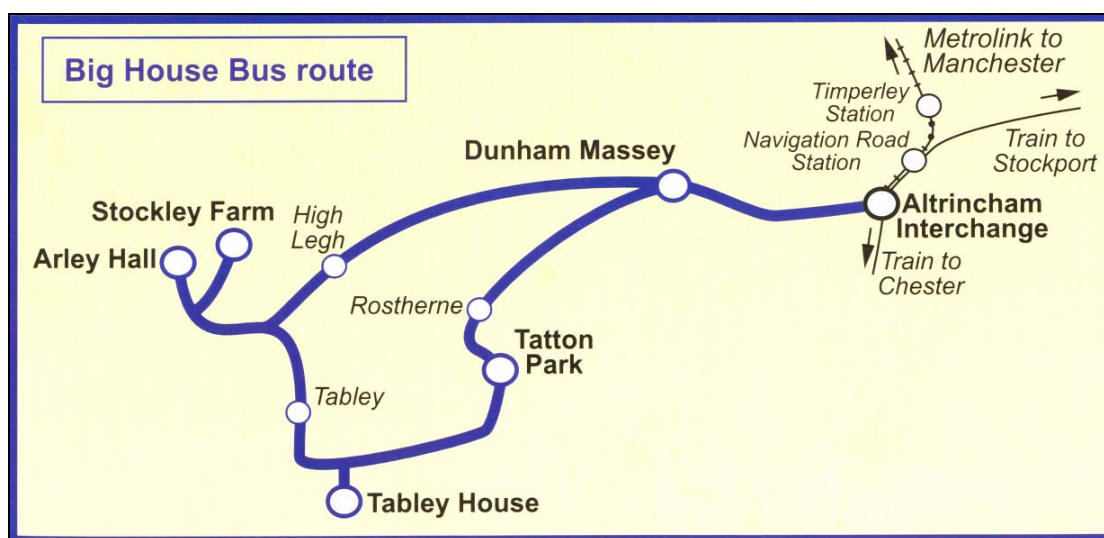 Big House Bus route
Metrolink to
Manchester
Timperley
Station
Navigation Road
Station
Train to
Stockport
Dunham Massey
Altrincham
Interchange
Train to
Chester
Stockley Farm
High
Legh
Arley Hall
Rostherne
Tatton
Park
Tabley
Tabley House